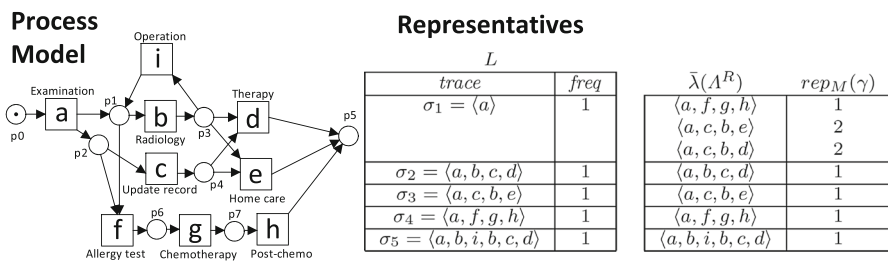 Process
Model
Representatives
Operation
i
Examination
p1
Therapy
p5
a
b
p3
d
p0
Radiology
p2
c
p4
e
Update record
Home care
f
p6
g
p7
h
Allergy test
Chemotherapy
Post-chemo
L
trace freq
σ1 = ⟨a⟩ 1
σ2 = ⟨a, b, c, d⟩ 1
σ3 = ⟨a, c, b, e⟩ 1
σ4 = ⟨a, f, g, h⟩ 1
σ5 = ⟨a, b, i, b, c, d⟩ 1
λ̄(Λ^R) rep_M(γ)
⟨a, f, g, h⟩ 1
⟨a, c, b, e⟩ 2
⟨a, c, b, d⟩ 2
⟨a, b, c, d⟩ 1
⟨a, c, b, e⟩ 1
⟨a, f, g, h⟩ 1
⟨a, b, i, b, c, d⟩ 1